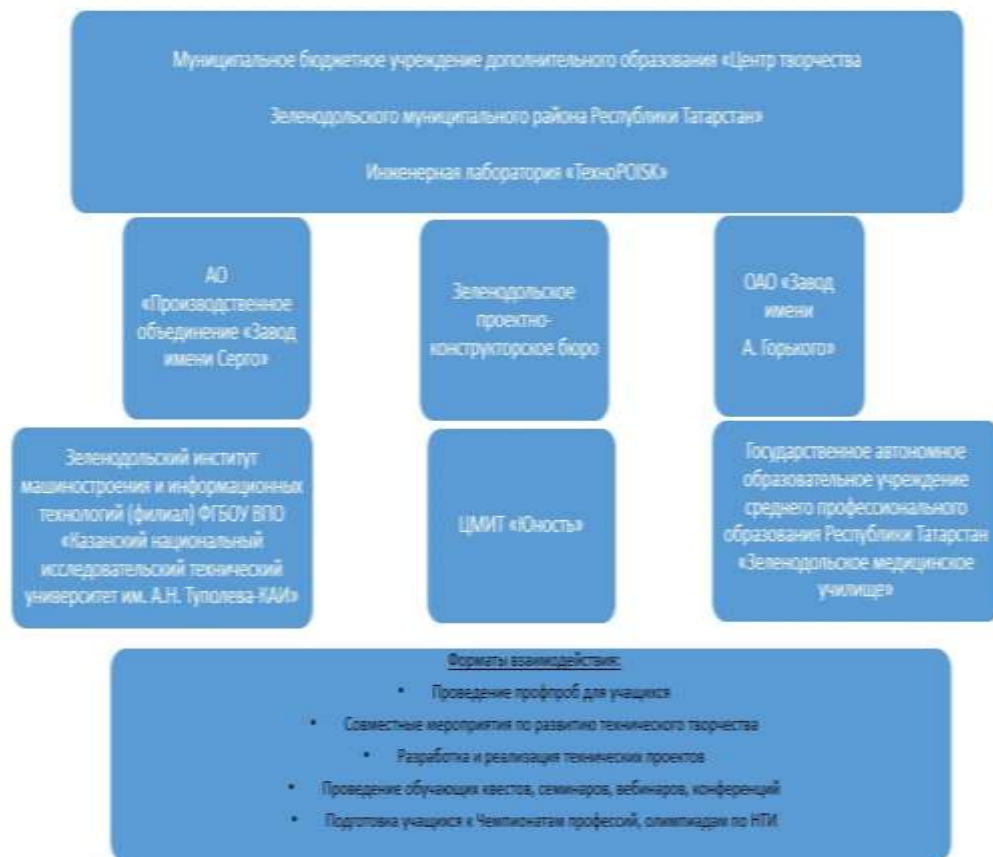 Муниципальное бюджетное учреждение дополнительного образования «Центр творчества
Зеленодольского муниципального района Республики Татарстан»
Инженерная лаборатория «ТехноPOISK»
АО
«Производственное
объединение «Завод
имени Серго»
Зеленодольское
проектно-
конструкторское бюро
ОАО «Завод
имени
А. Горького»
Зеленодольский институт
машиностроения и информационных
технологий (филиал) ФГБОУ ВПО
«Казанский национальный
исследовательский технический
университет им. А.Н. Туполева-КАИ»
ЦМИТ «Юность»
Государственное автономное
образовательное учреждение
среднего профессионального
образования Республики Татарстан
«Зеленодольское медицинское
училище»
Форматы взаимодействия:
• Проведение профпроб для учащихся
• Совместные мероприятия по развитию технического творчества
• Разработка и реализация технических проектов
• Проведение обучающих квестов, семинаров, вебинаров, конференций
• Подготовка учащихся к Чемпионатам профессий, олимпиадам по НТИ